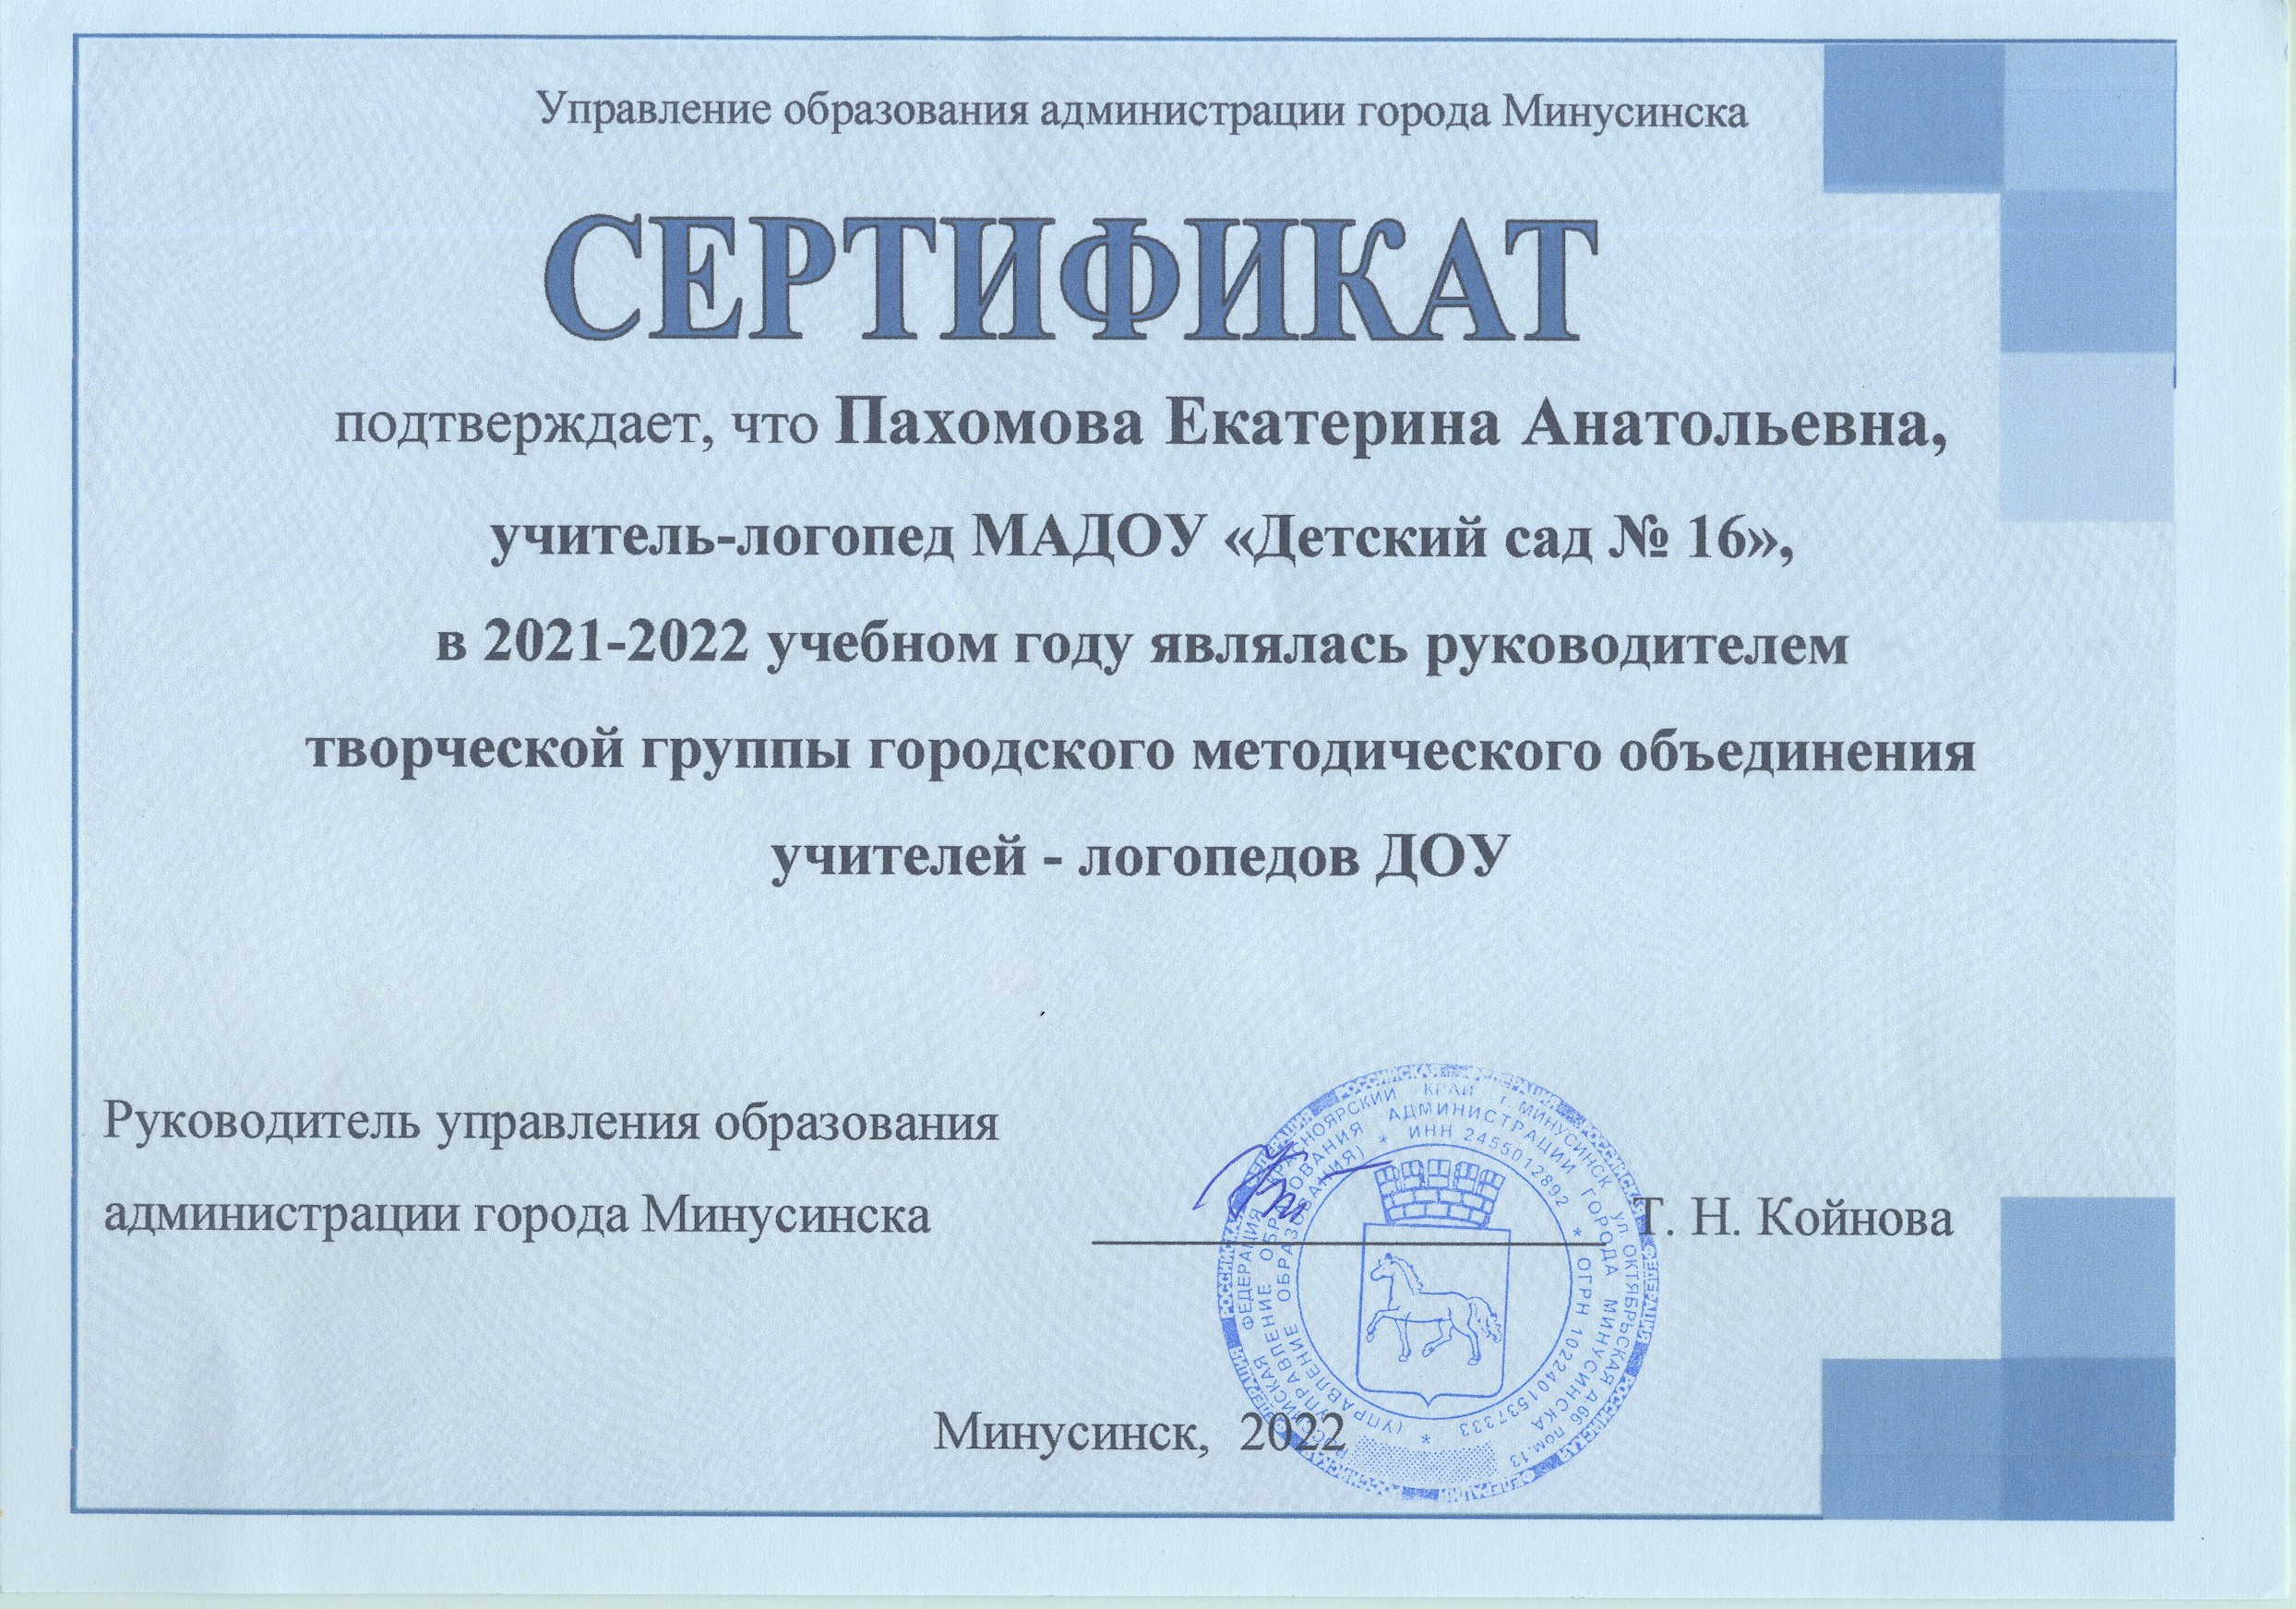 Управление образования администрации города Минусинска
СЕРТИФИКАТ
подтверждает, что Пахомова Екатерина Анатольевна,
учитель-логопед МАДОУ «Детский сад № 16»,
в 2021-2022 учебном году являлась руководителем
творческой группы городского методического объединения
учителей - логопедов ДОУ
Руководитель управления образования
администрации города Минусинска
Т. Н. Койнова
РОССИЙСКАЯ ФЕДЕРАЦИЯ КРАСНОЯРСКИЙ КРАЙ г. МИНУСИНСК ул. ОКТЯБРЬСКАЯ д.66 пом.13
УПРАВЛЕНИЕ ОБРАЗОВАНИЯ АДМИНИСТРАЦИИ ГОРОДА МИНУСИНСКА
(УПРАВЛЕНИЕ ОБРАЗОВАНИЯ) * ИНН 2455012892 * ОГРН 1022401537333 *
Минусинск, 2022